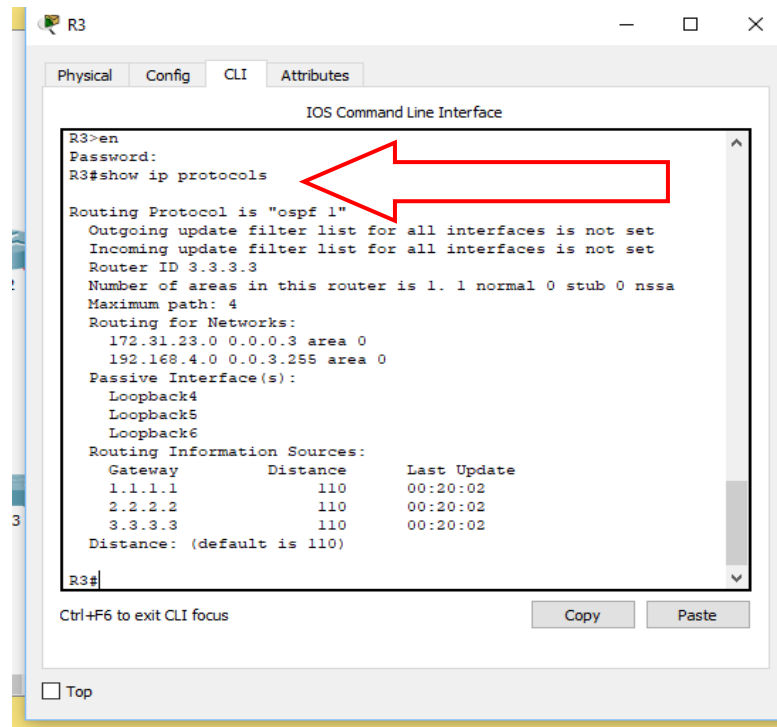 R3
Physical Config CLI Attributes
IOS Command Line Interface
R3>en
Password:
R3#show ip protocols
Routing Protocol is "ospf 1"
Outgoing update filter list for all interfaces is not set
Incoming update filter list for all interfaces is not set
Router ID 3.3.3.3
Number of areas in this router is 1. 1 normal 0 stub 0 nssa
Maximum path: 4
Routing for Networks:
172.31.23.0 0.0.0.3 area 0
192.168.4.0 0.0.3.255 area 0
Passive Interface(s):
Loopback4
Loopback5
Loopback6
Routing Information Sources:
Gateway Distance Last Update
1.1.1.1 110 00:20:02
2.2.2.2 110 00:20:02
3.3.3.3 110 00:20:02
Distance: (default is 110)
R3#
Ctrl+F6 to exit CLI focus
Copy Paste
Top
3